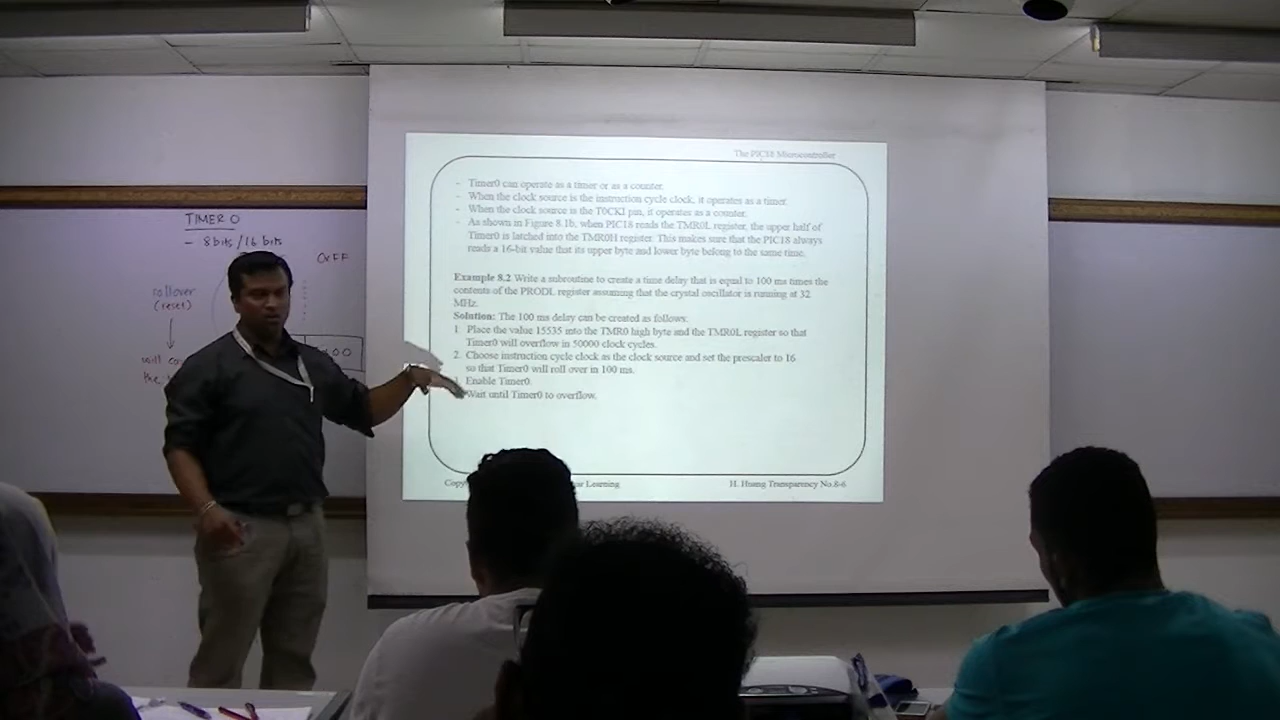 The PIC18 Microcontroller
- Timer0 can operate as a timer or as a counter.
- When the clock source is the instruction cycle clock, it operates as a timer
- When the clock source is the T0CKI pin, it operates as a counter.
- As shown in Figure 8.1b, when PIC18 reads the TMR0L register, the upper half of
Timer0 is latched into the TMR0H register. This makes sure that the PIC18 always
reads a 16-bit value that its upper byte and lower byte belong to the same time.
Example 8.2 Write a subroutine to create a time delay that is equal to 100 ms times the
contents of the PRODL register assuming that the crystal oscillator is running at 32
MHz.
Solution: The 100 ms delay can be created as follows:
1. Place the value 15535 into the TMR0 high byte and the TMR0L register so that
Timer0 will overflow in 50000 clock cycles.
2. Choose instruction cycle clock as the clock source and set the prescaler to 16
so that Timer0 will roll over in 100 ms.
Enable Timer0.
Wait until Timer0 to overflow.
Learning
H. Huang Transparency No.8-6
TIMER 0
- 8 bits / 16 bits
0xFF
rollover
(reset)
will
the